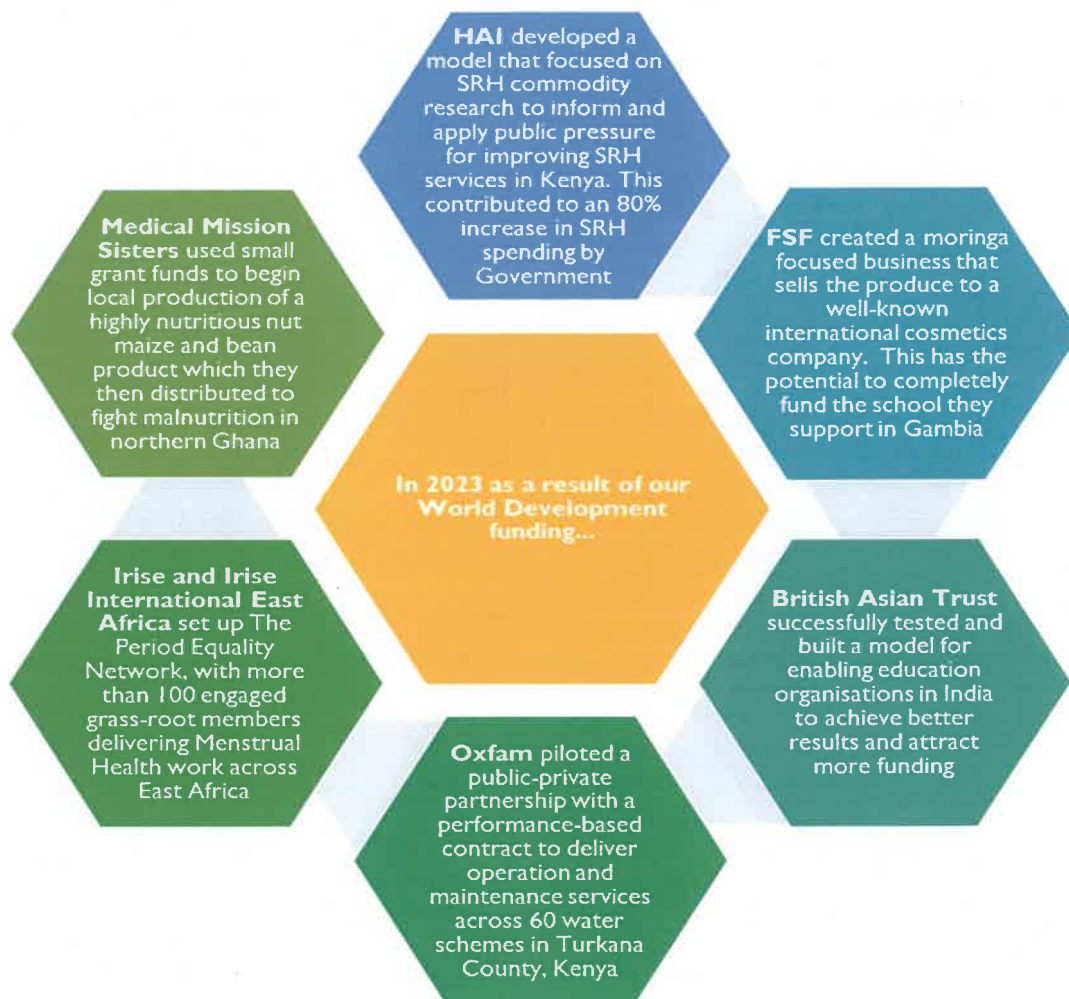 HAI developed a
model that focused on
SRH commodity
research to inform and
apply public pressure
for improving SRH
services in Kenya. This
contributed to an 80%
increase in SRH
spending by
Government
FSF created a moringa
focused business that
sells the produce to a
well-known
international cosmetics
company. This has the
potential to completely
fund the school they
support in Gambia
British Asian Trust
successfully tested and
built a model for
enabling education
organisations in India
to achieve better
results and attract
more funding
Oxfam piloted a
public-private
partnership with a
performance-based
contract to deliver
operation and
maintenance services
across 60 water
schemes in Turkana
County, Kenya
Irise and Irise
International East
Africa set up The
Period Equality
Network, with more
than 100 engaged
grass-root members
delivering Menstrual
Health work across
East Africa
Medical Mission
Sisters used small
grant funds to begin
local production of a
highly nutritious nut
maize and bean
product which they
then distributed to
fight malnutrition in
northern Ghana
In 2023 as a result of our
World Development
funding...